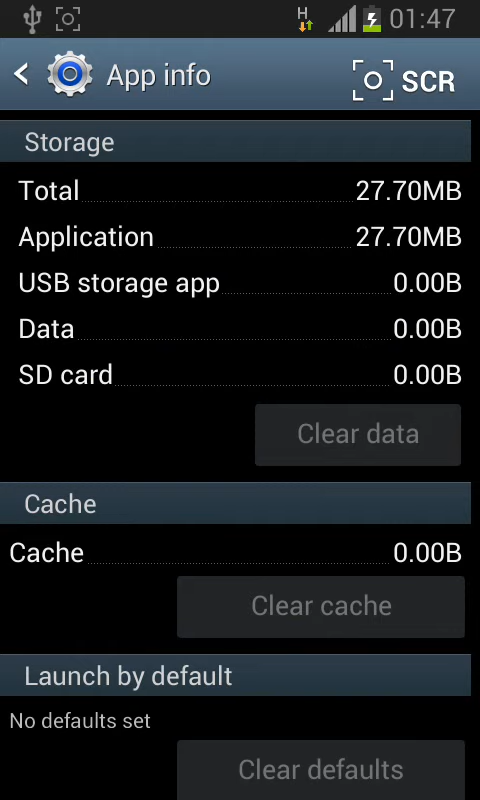 H 01:47
App info SCR
Storage
Total 27.70MB
Application 27.70MB
USB storage app 0.00B
Data 0.00B
SD card 0.00B
Clear data
Cache
Cache 0.00B
Clear cache
Launch by default
No defaults set
Clear defaults